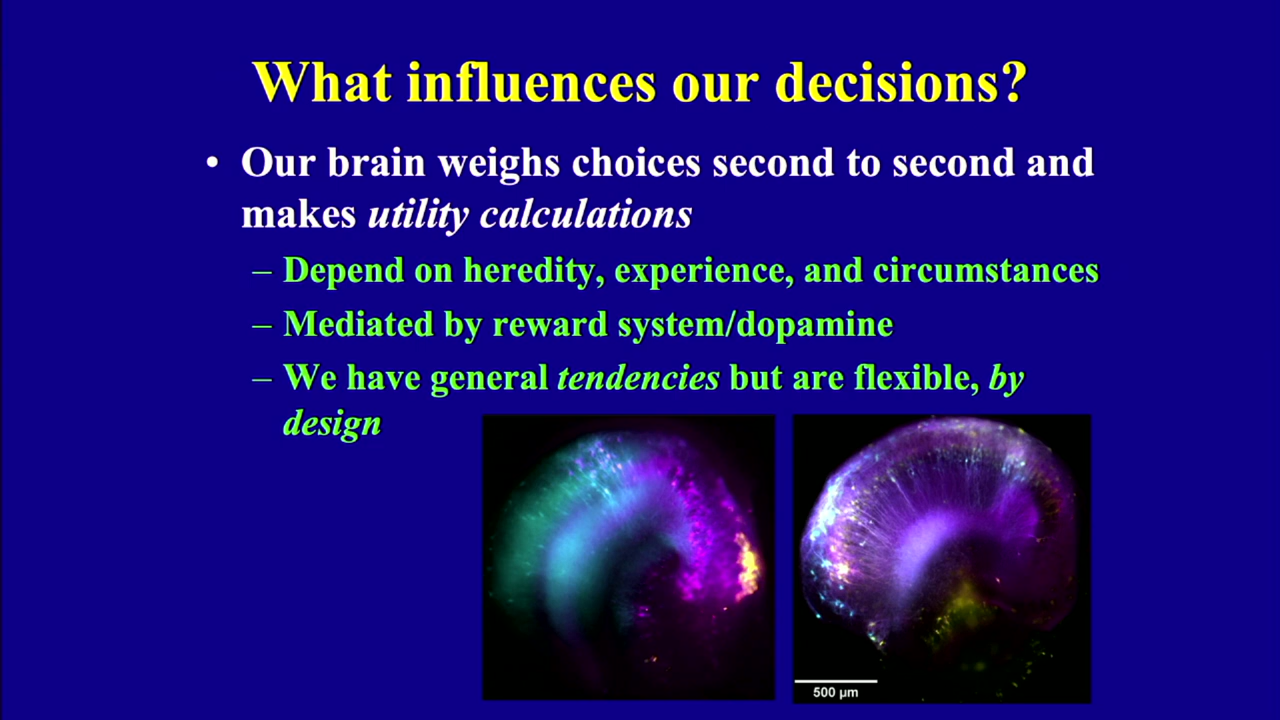 What influences our decisions?
• Our brain weighs choices second to second and
makes utility calculations
– Depend on heredity, experience, and circumstances
– Mediated by reward system/dopamine
– We have general tendencies but are flexible, by
design
500 µm